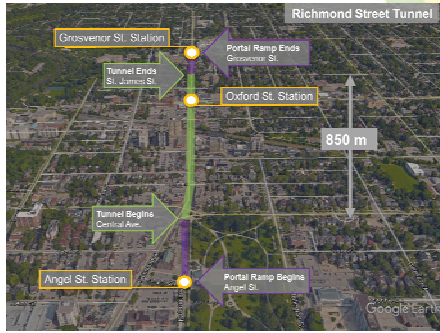 Richmond Street Tunnel
Grosvenor St. Station
Portal Ramp Ends
Grosvenor St.
Tunnel Ends
St. James St.
Oxford St. Station
850 m
Tunnel Begins
Central Ave.
Angel St. Station
Portal Ramp Begins
Angel St.
Google Earth